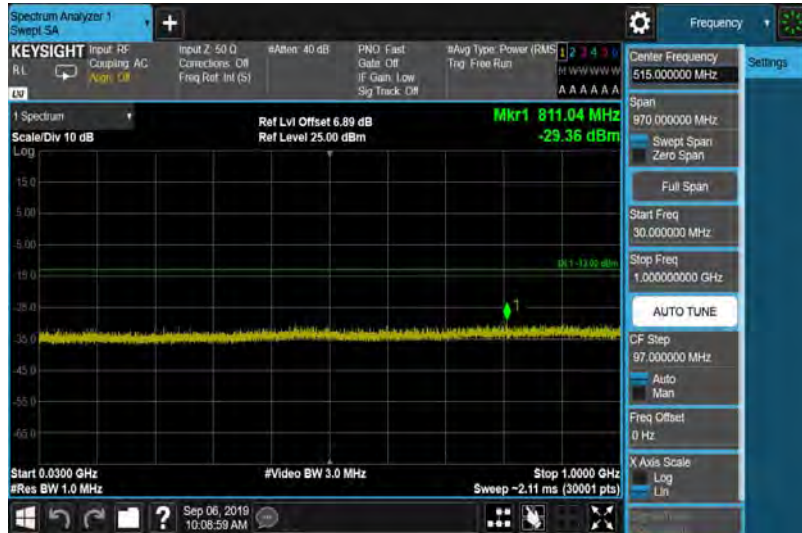 Spectrum Analyzer 1
Swept SA
+
Frequency
Settings
KEYSIGHT
RL
LXI
Input: RF
Coupling: AC
Align: Off
Input Z: 50 Ω
Corrections: Off
Freq Ref: Int (S)
#Atten: 40 dB
PNO: Fast
Gate: Off
IF Gain: Low
Sig Track: Off
#Avg Type: Power (RMS
Trig: Free Run
1 2 3 4 5 6
M W W W W W
A A A A A A
1 Spectrum
Scale/Div 10 dB
Log
Ref Lvl Offset 6.89 dB
Ref Level 25.00 dBm
Mkr1 811.04 MHz
-29.36 dBm
15.0
5.00
-5.00
-15.0
-25.0
-35.0
-45.0
-55.0
-65.0
DL1 -13.00 dBm
1
Start 0.0300 GHz
#Res BW 1.0 MHz
#Video BW 3.0 MHz
Stop 1.0000 GHz
Sweep ~2.11 ms (30001 pts)
?
Sep 06, 2019
10:08:59 AM
Center Frequency
515.000000 MHz
Span
970.000000 MHz
Swept Span
Zero Span
Full Span
Start Freq
30.000000 MHz
Stop Freq
1.000000000 GHz
AUTO TUNE
CF Step
97.000000 MHz
Auto
Man
Freq Offset
0 Hz
X Axis Scale
Log
Lin